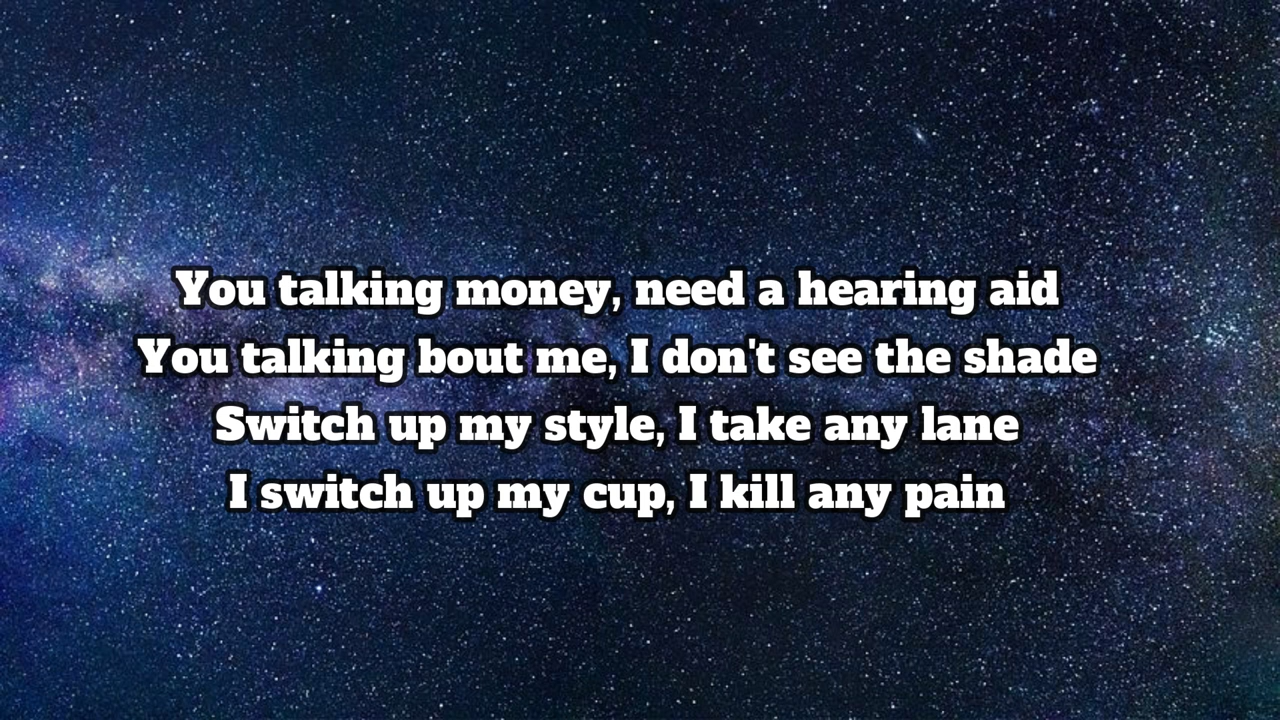 You talking money, need a hearing aid
You talking bout me, I don't see the shade
Switch up my style, I take any lane
I switch up my cup, I kill any pain